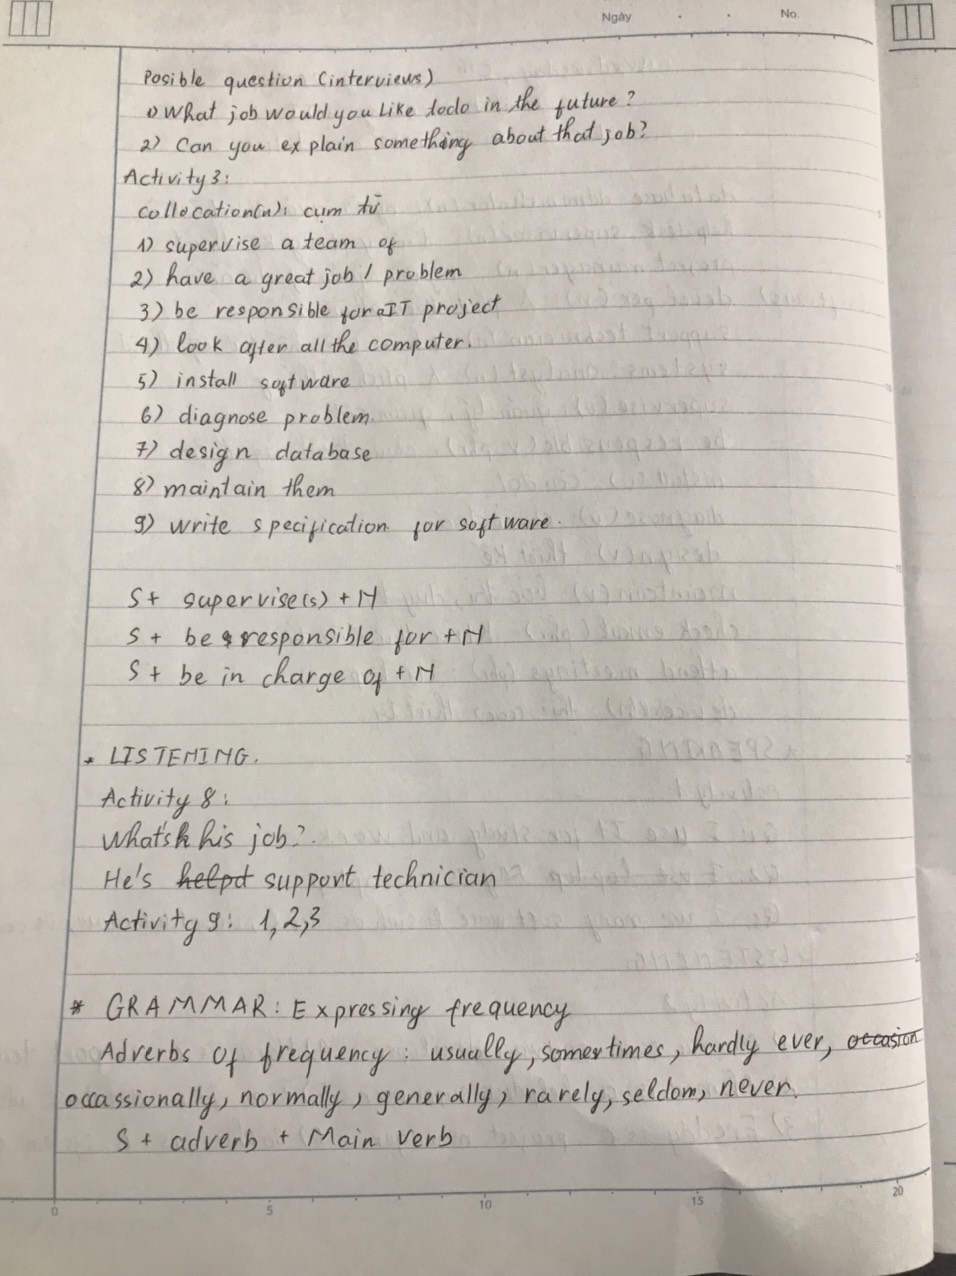 Ngày . . No.
Posible question (interviews)
1) What job would you like todo in the future?
2) Can you explain something about that job?
Activity 3:
collocation(n): cụm từ
1) supervise a team of
2) have a great job / problem
3) be responsible for a IT project
4) look after all the computer.
5) install software
6) diagnose problem.
7) design database
8) maintain them
9) write specification for software.
S + supervise(s) + N
S + be responsible for + N
S + be in charge of + N
* LISTENING.
Activity 8:
What's his job?.
He's helpd support technician
Activity 9: 1, 2, 3
* GRAMMAR: Expressing frequency
Adverbs of frequency: usually, somertimes, hardly ever, occasion
occassionally, normally, generally, rarely, seldom, never.
S + adverb + Main verb
0 5 10 15 20